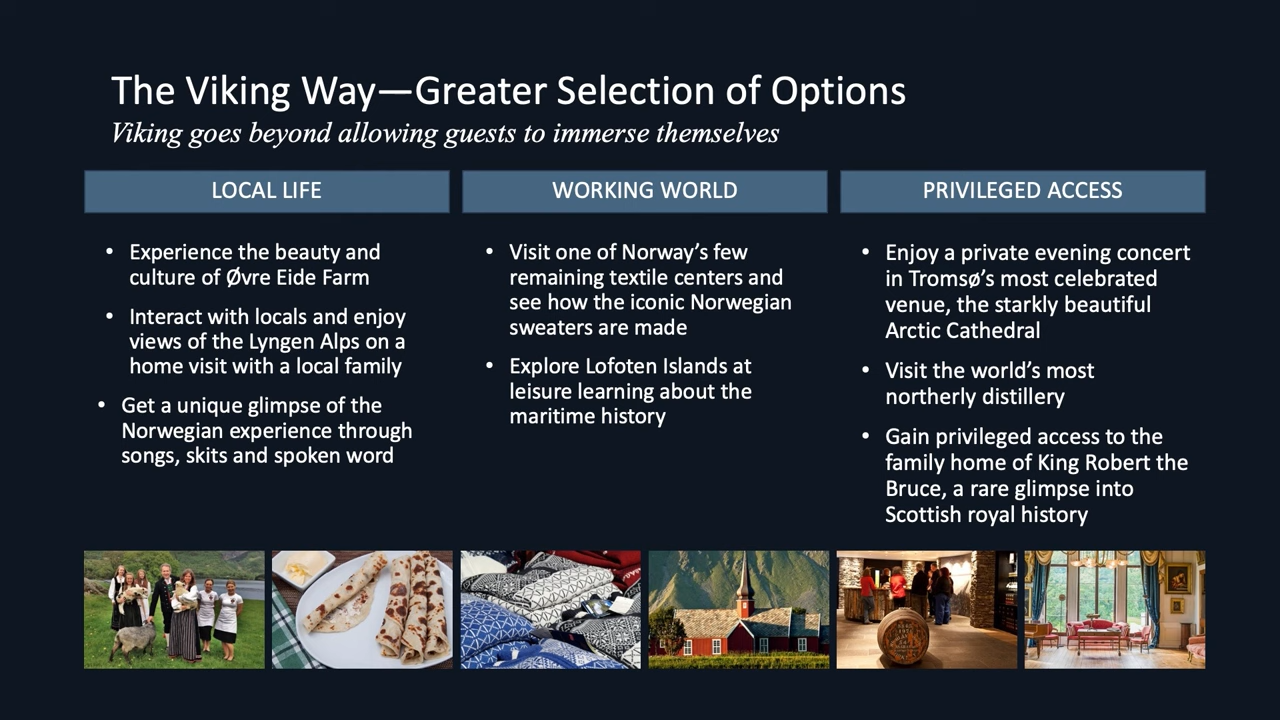 The Viking Way—Greater Selection of Options
Viking goes beyond allowing guests to immerse themselves
LOCAL LIFE
• Experience the beauty and
culture of Øvre Eide Farm
• Interact with locals and enjoy
views of the Lyngen Alps on a
home visit with a local family
• Get a unique glimpse of the
Norwegian experience through
songs, skits and spoken word
WORKING WORLD
• Visit one of Norway’s few
remaining textile centers and
see how the iconic Norwegian
sweaters are made
• Explore Lofoten Islands at
leisure learning about the
maritime history
PRIVILEGED ACCESS
• Enjoy a private evening concert
in Tromsø’s most celebrated
venue, the starkly beautiful
Arctic Cathedral
• Visit the world’s most
northerly distillery
• Gain privileged access to the
family home of King Robert the
Bruce, a rare glimpse into
Scottish royal history